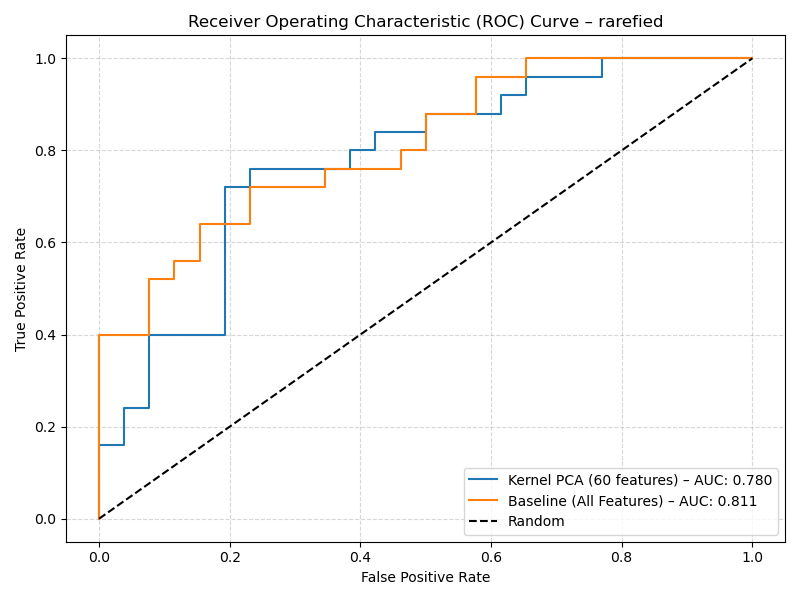 Receiver Operating Characteristic (ROC) Curve – rarefied
True Positive Rate
1.0
0.8
0.6
0.4
0.2
0.0
0.0 0.2 0.4 0.6 0.8 1.0
False Positive Rate
Kernel PCA (60 features) – AUC: 0.780
Baseline (All Features) – AUC: 0.811
Random